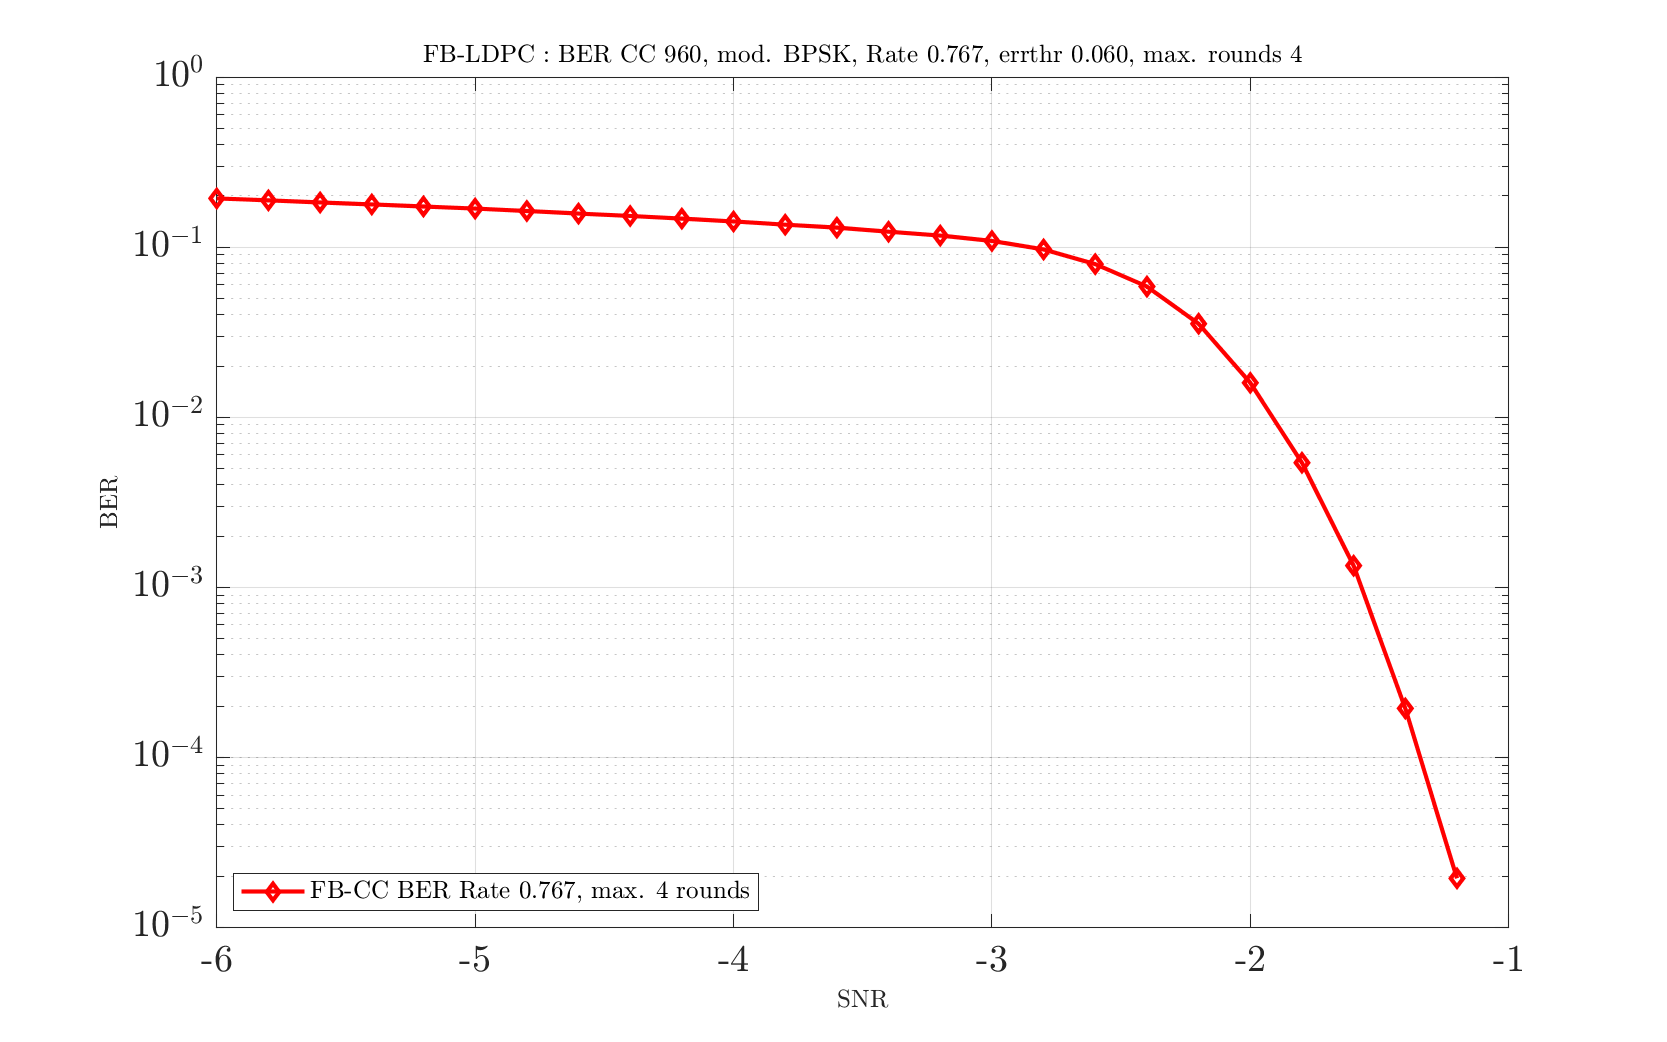 FB-LDPC : BER CC 960, mod. BPSK, Rate 0.767, errthr 0.060, max. rounds 4
10^0
10^-1
10^-2
10^-3
10^-4
10^-5
BER
FB-CC BER Rate 0.767, max. 4 rounds
-6 -5 -4 -3 -2 -1
SNR